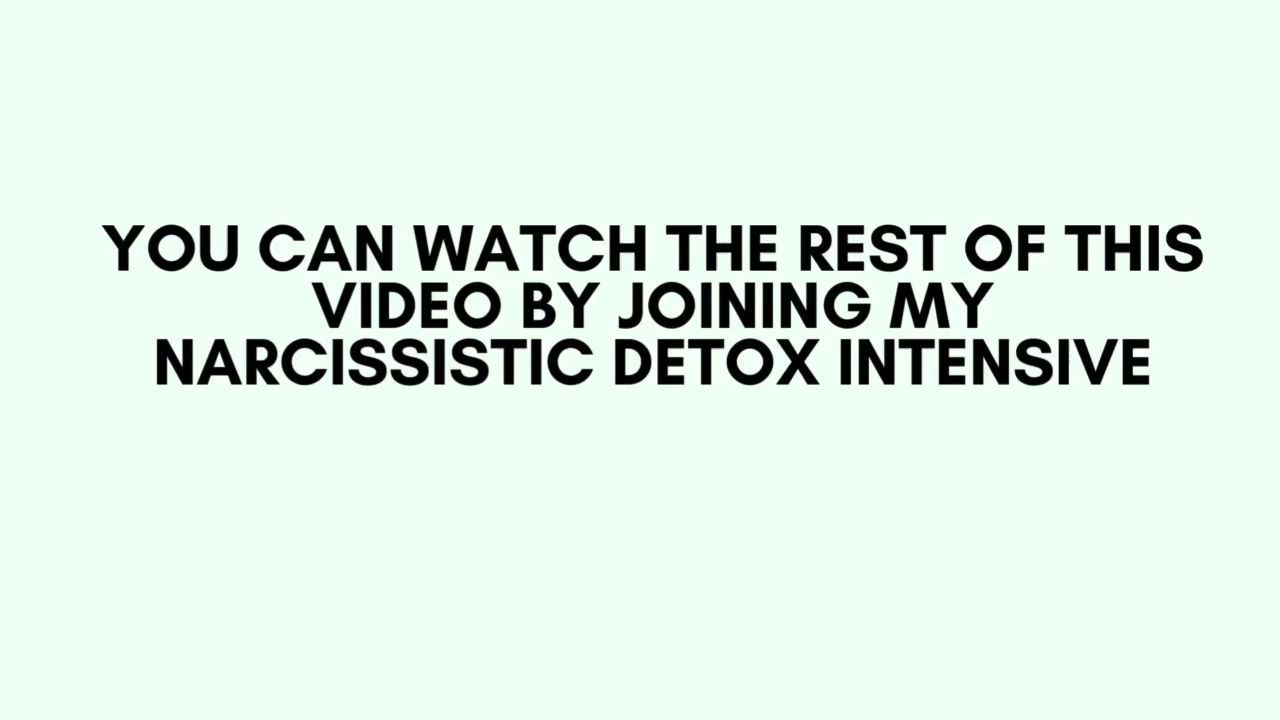 YOU CAN WATCH THE REST OF THIS
VIDEO BY JOINING MY
NARCISSISTIC DETOX INTENSIVE